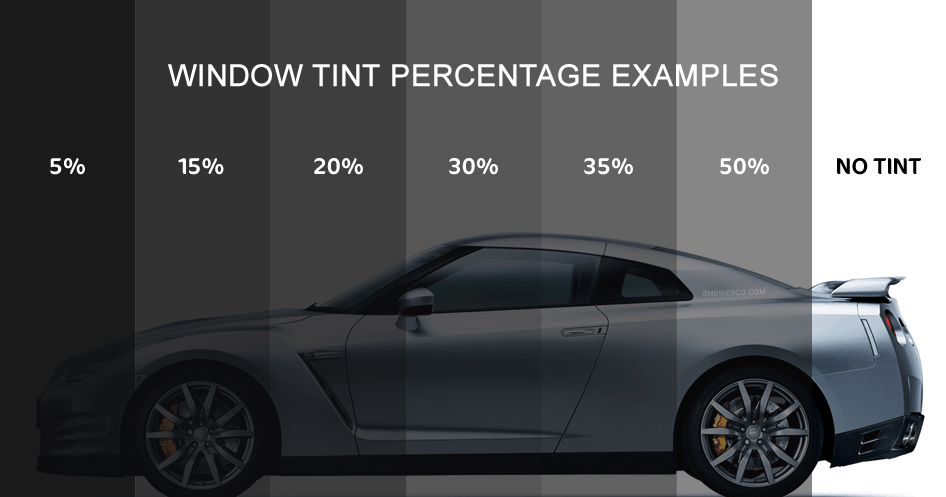 WINDOW TINT PERCENTAGE EXAMPLES
5% 15% 20% 30% 35% 50% NO TINT
SMBWEBCO.COM